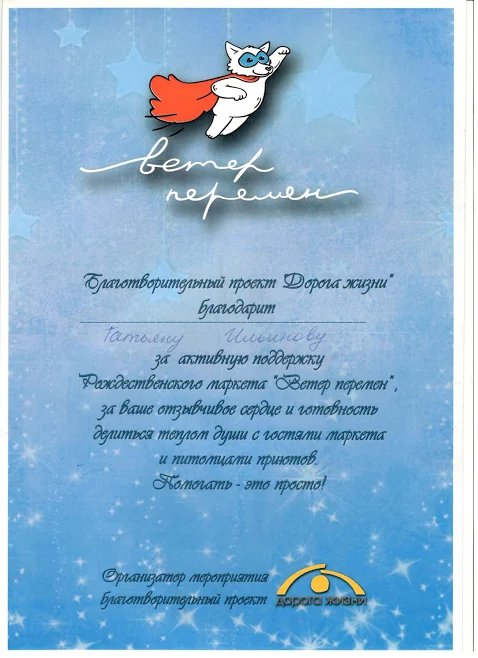 ветер
перемен
Благотворительный проект "Дорога жизни"
благодарит
Татьяну Ильинову
за активную поддержку
Рождественского маркета "Ветер перемен",
за ваше отзывчивое сердце и готовность
делиться теплом души с гостями маркета
и питомцами приютов.
Помогать - это просто!
Организатор мероприятия
благотворительный проект
ДОРОГА ЖИЗНИ